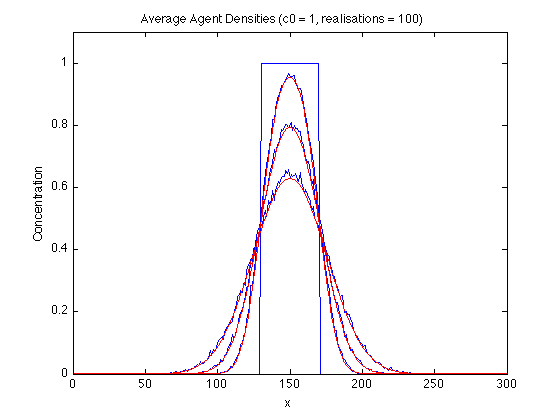 Average Agent Densities (c0 = 1, realisations = 100)
1
0.8
0.6
0.4
0.2
0
Concentration
0 50 100 150 200 250 300
x